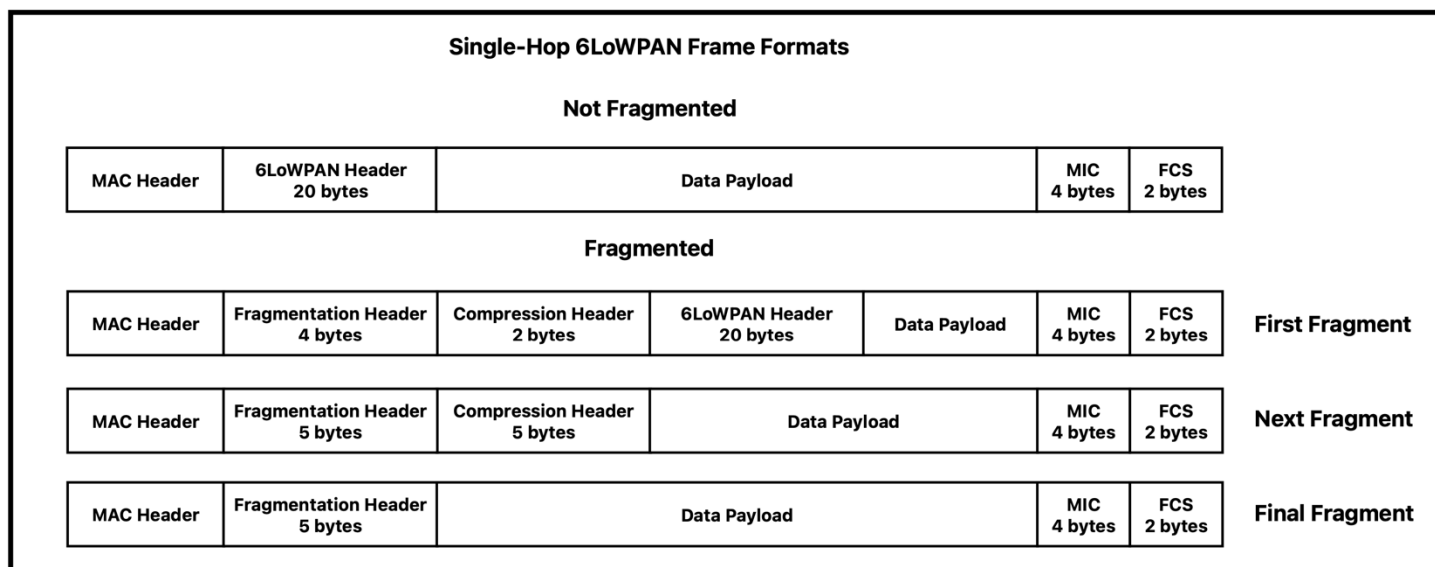 Single-Hop 6LoWPAN Frame Formats
Not Fragmented
MAC Header
6LoWPAN Header
20 bytes
Data Payload
MIC
4 bytes
FCS
2 bytes
Fragmented
MAC Header
Fragmentation Header
4 bytes
Compression Header
2 bytes
6LoWPAN Header
20 bytes
Data Payload
MIC
4 bytes
FCS
2 bytes
First Fragment
MAC Header
Fragmentation Header
5 bytes
Compression Header
5 bytes
Data Payload
MIC
4 bytes
FCS
2 bytes
Next Fragment
MAC Header
Fragmentation Header
5 bytes
Data Payload
MIC
4 bytes
FCS
2 bytes
Final Fragment